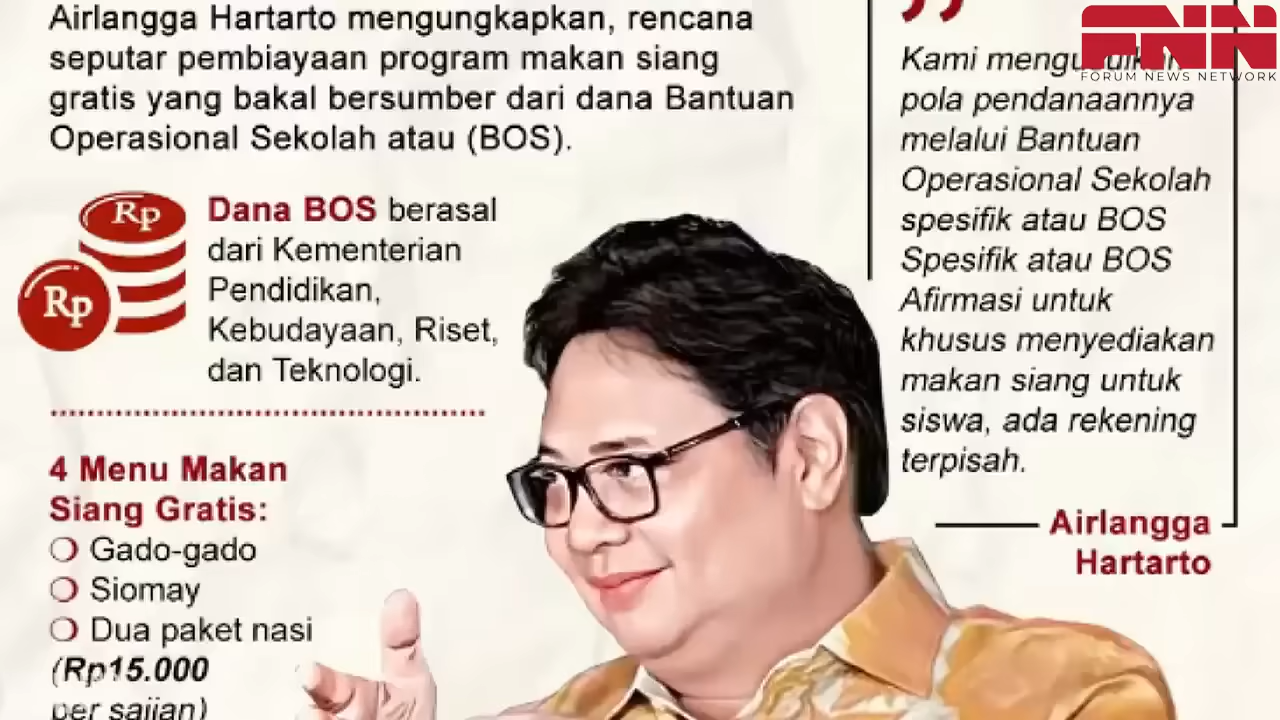 Airlangga Hartarto mengungkapkan, rencana
seputar pembiayaan program makan siang
gratis yang bakal bersumber dari dana Bantuan
Operasional Sekolah atau (BOS).
Rp
Rp
Dana BOS berasal
dari Kementerian
Pendidikan,
Kebudayaan, Riset,
dan Teknologi.
4 Menu Makan
Siang Gratis:
Gado-gado
Siomay
Dua paket nasi
(Rp15.000
per sajian)
”
Kami
pola pendanaannya
melalui Bantuan
Operasional Sekolah
spesifik atau BOS
Spesifik atau BOS
Afirmasi untuk
khusus menyediakan
makan siang untuk
siswa, ada rekening
terpisah.
Airlangga
Hartarto
FNN
FORUM NEWS NETWORK